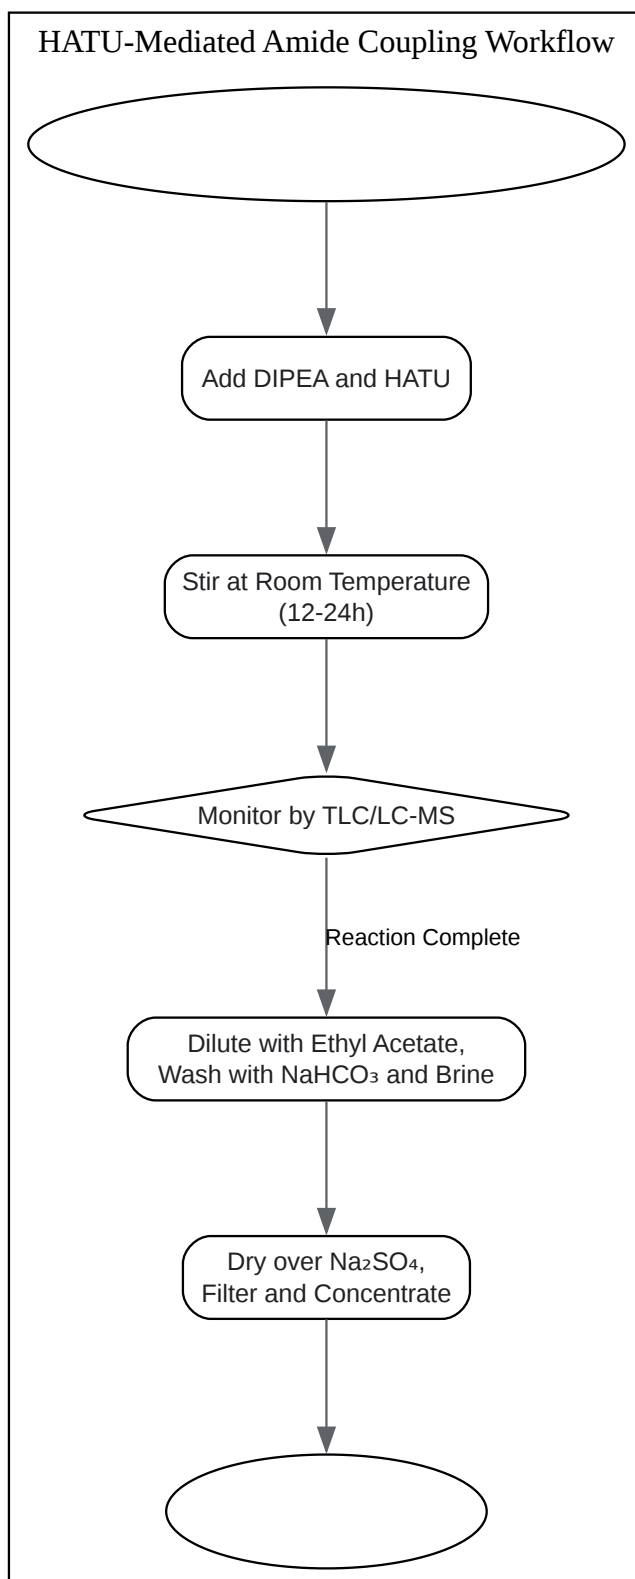 HATU-Mediated Amide Coupling Workflow
Add DIPEA and HATU
Stir at Room Temperature
(12-24h)
Monitor by TLC/LC-MS
Reaction Complete
Dilute with Ethyl Acetate,
Wash with NaHCO₃ and Brine
Dry over Na₂SO₄,
Filter and Concentrate